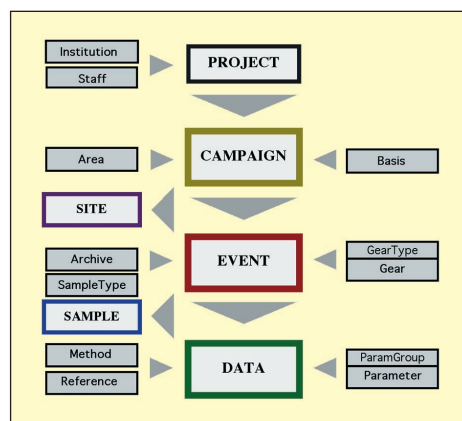 Institution
Staff
PROJECT
Area
CAMPAIGN
Basis
SITE
Archive
SampleType
EVENT
GearType
Gear
SAMPLE
Method
Reference
DATA
ParamGroup
Parameter